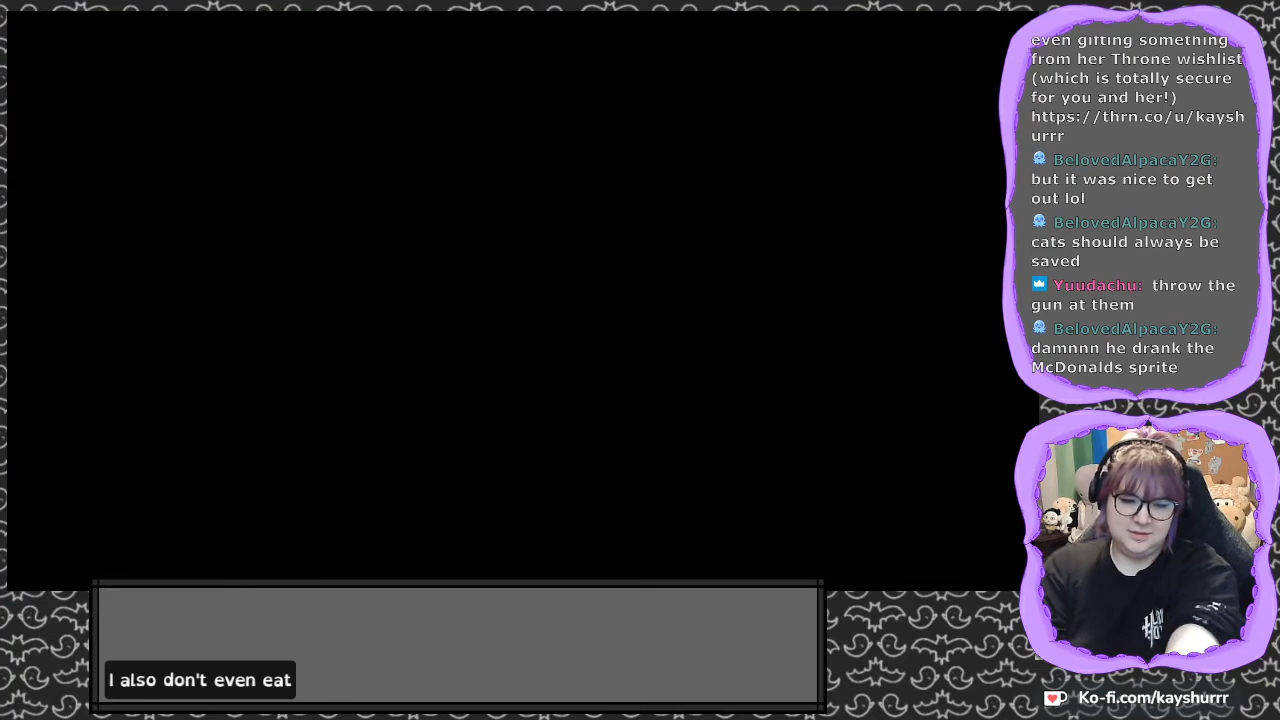 even gifting something
from her Throne wishlist
(which is totally secure
for you and her!)
https://thrn.co/u/kaysh
urrr
BelovedAlpacaY2G:
but it was nice to get
out lol
BelovedAlpacaY2G:
cats should always be
saved
Yuudachu: throw the
gun at them
BelovedAlpacaY2G:
damnnn he drank the
McDonalds sprite
I also don't even eat
Ko-fi.com/kayshurrr